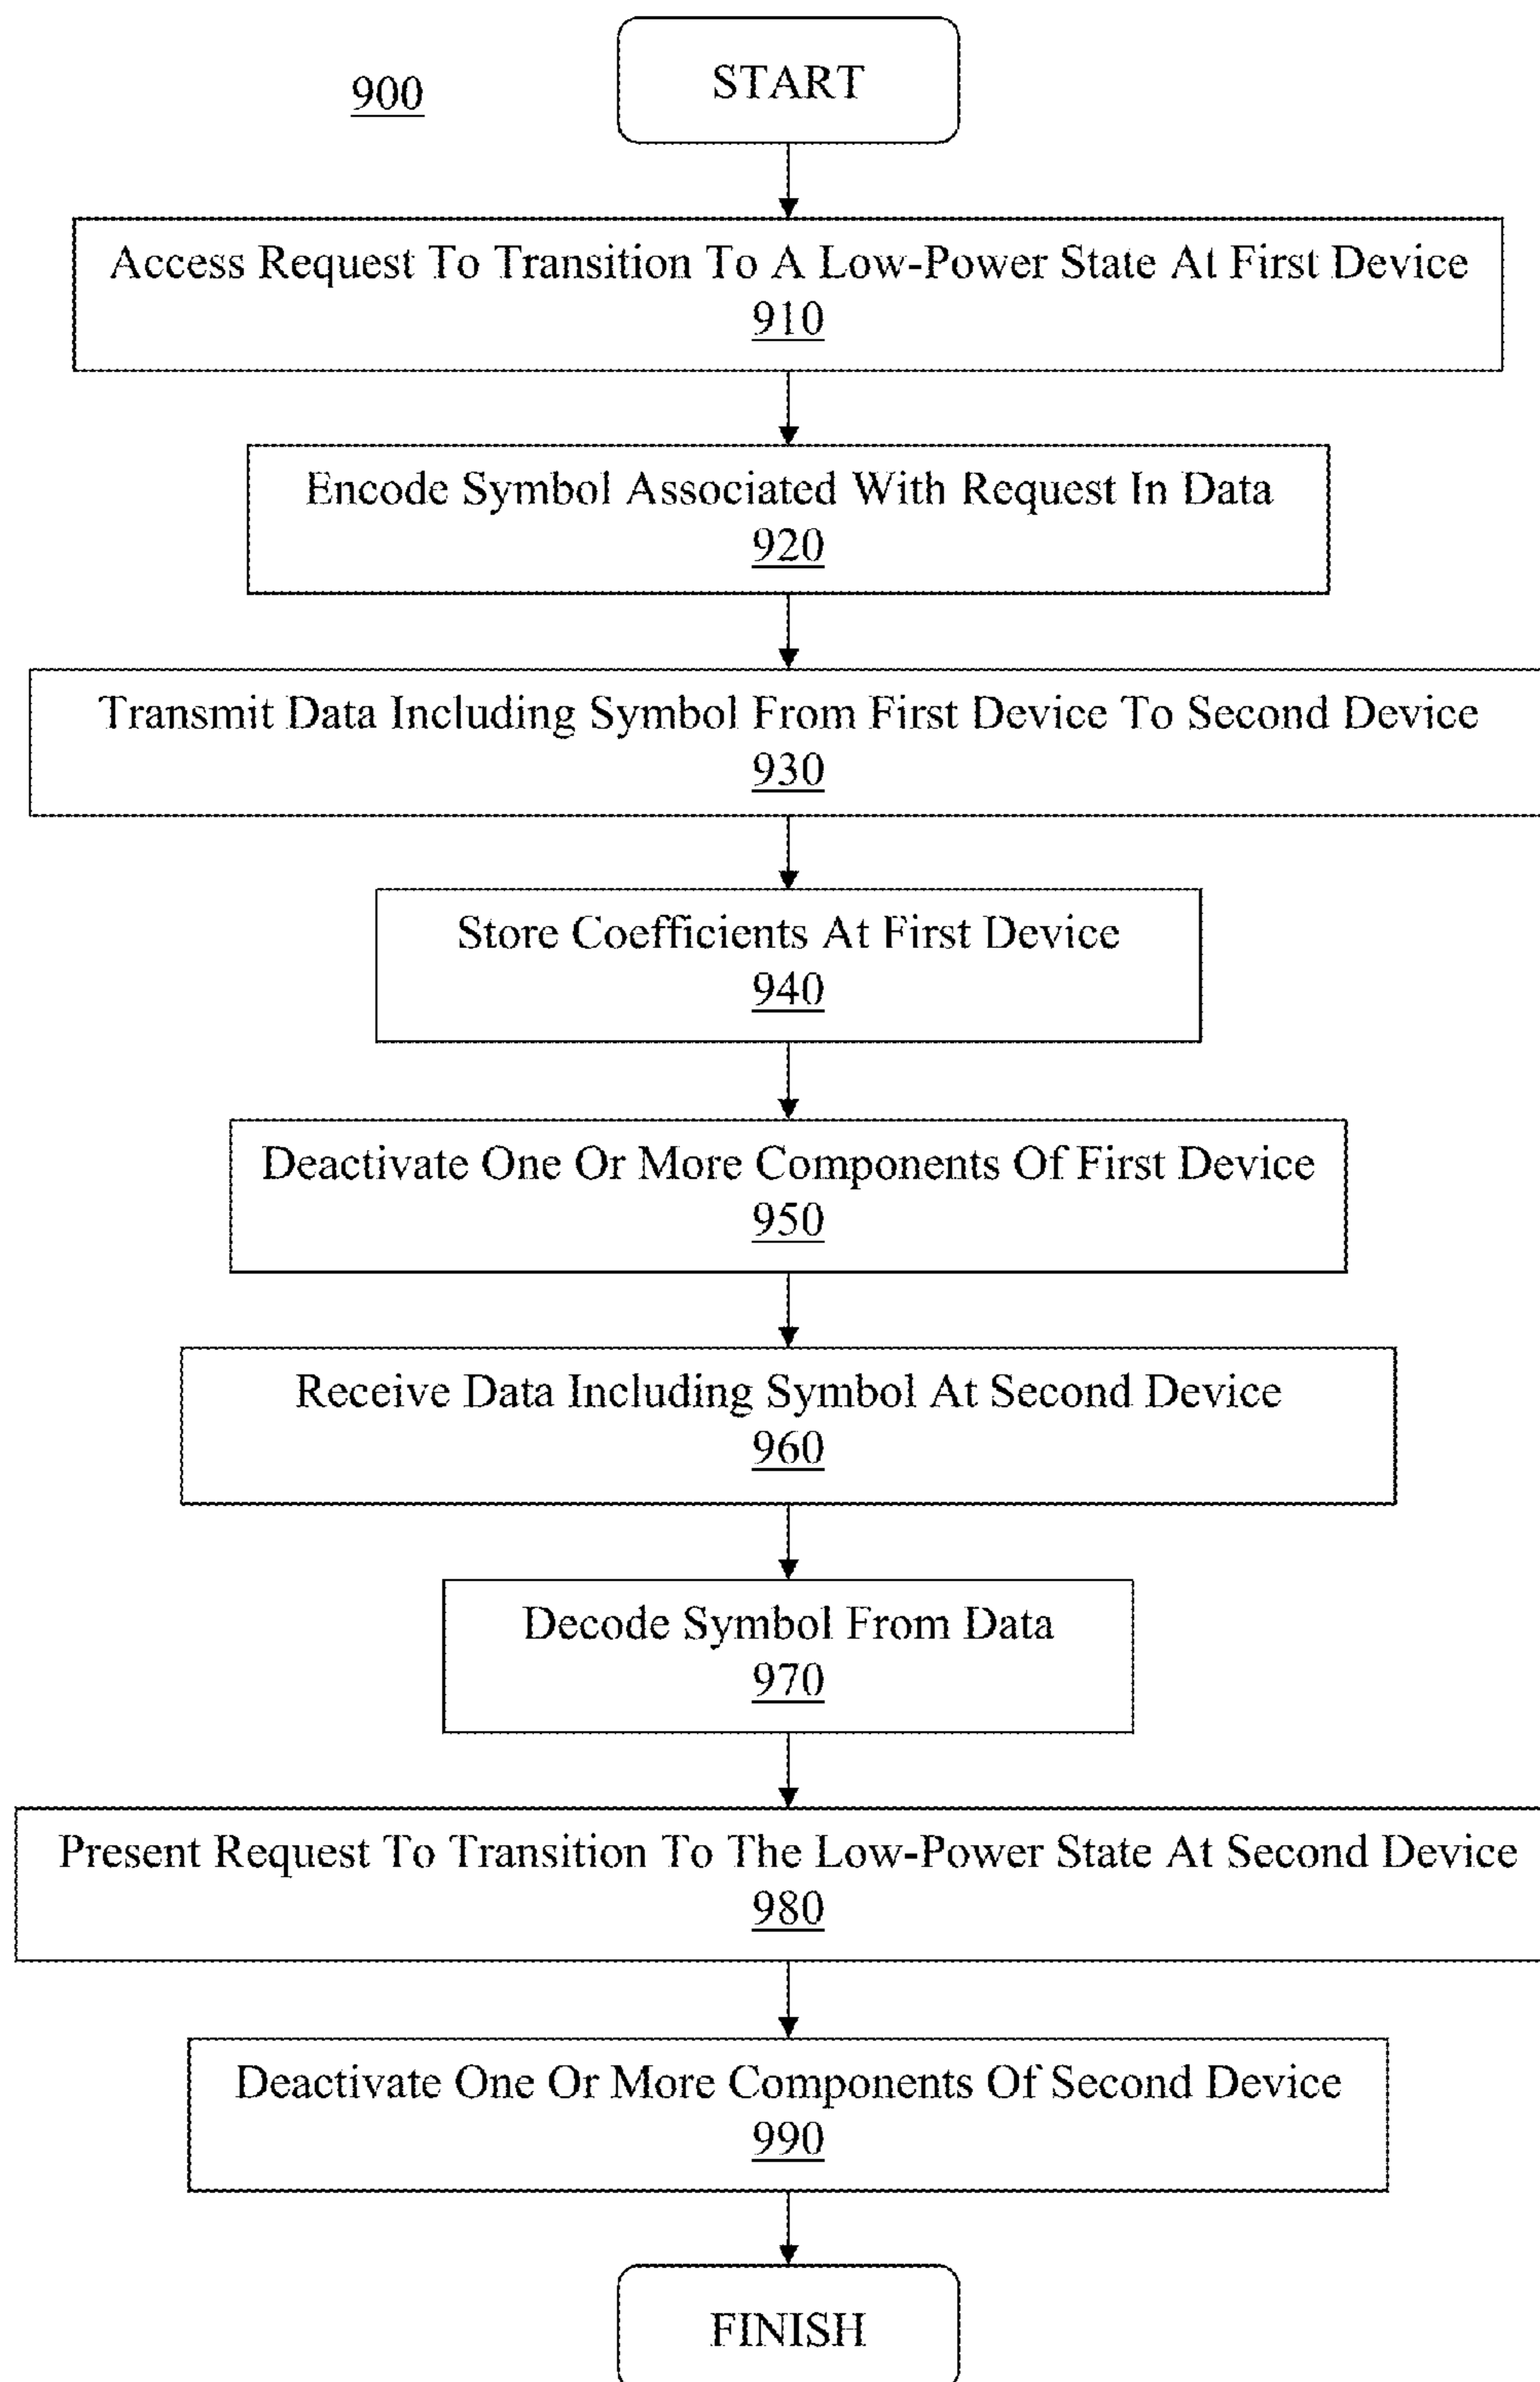 900
START
Access Request To Transition To A Low-Power State At First Device
910
Encode Symbol Associated With Request In Data
920
Transmit Data Including Symbol From First Device To Second Device
930
Store Coefficients At First Device
940
Deactivate One Or More Components Of First Device
950
Receive Data Including Symbol At Second Device
960
Decode Symbol From Data
970
Present Request To Transition To The Low-Power State At Second Device
980
Deactivate One Or More Components Of Second Device
990
FINISH